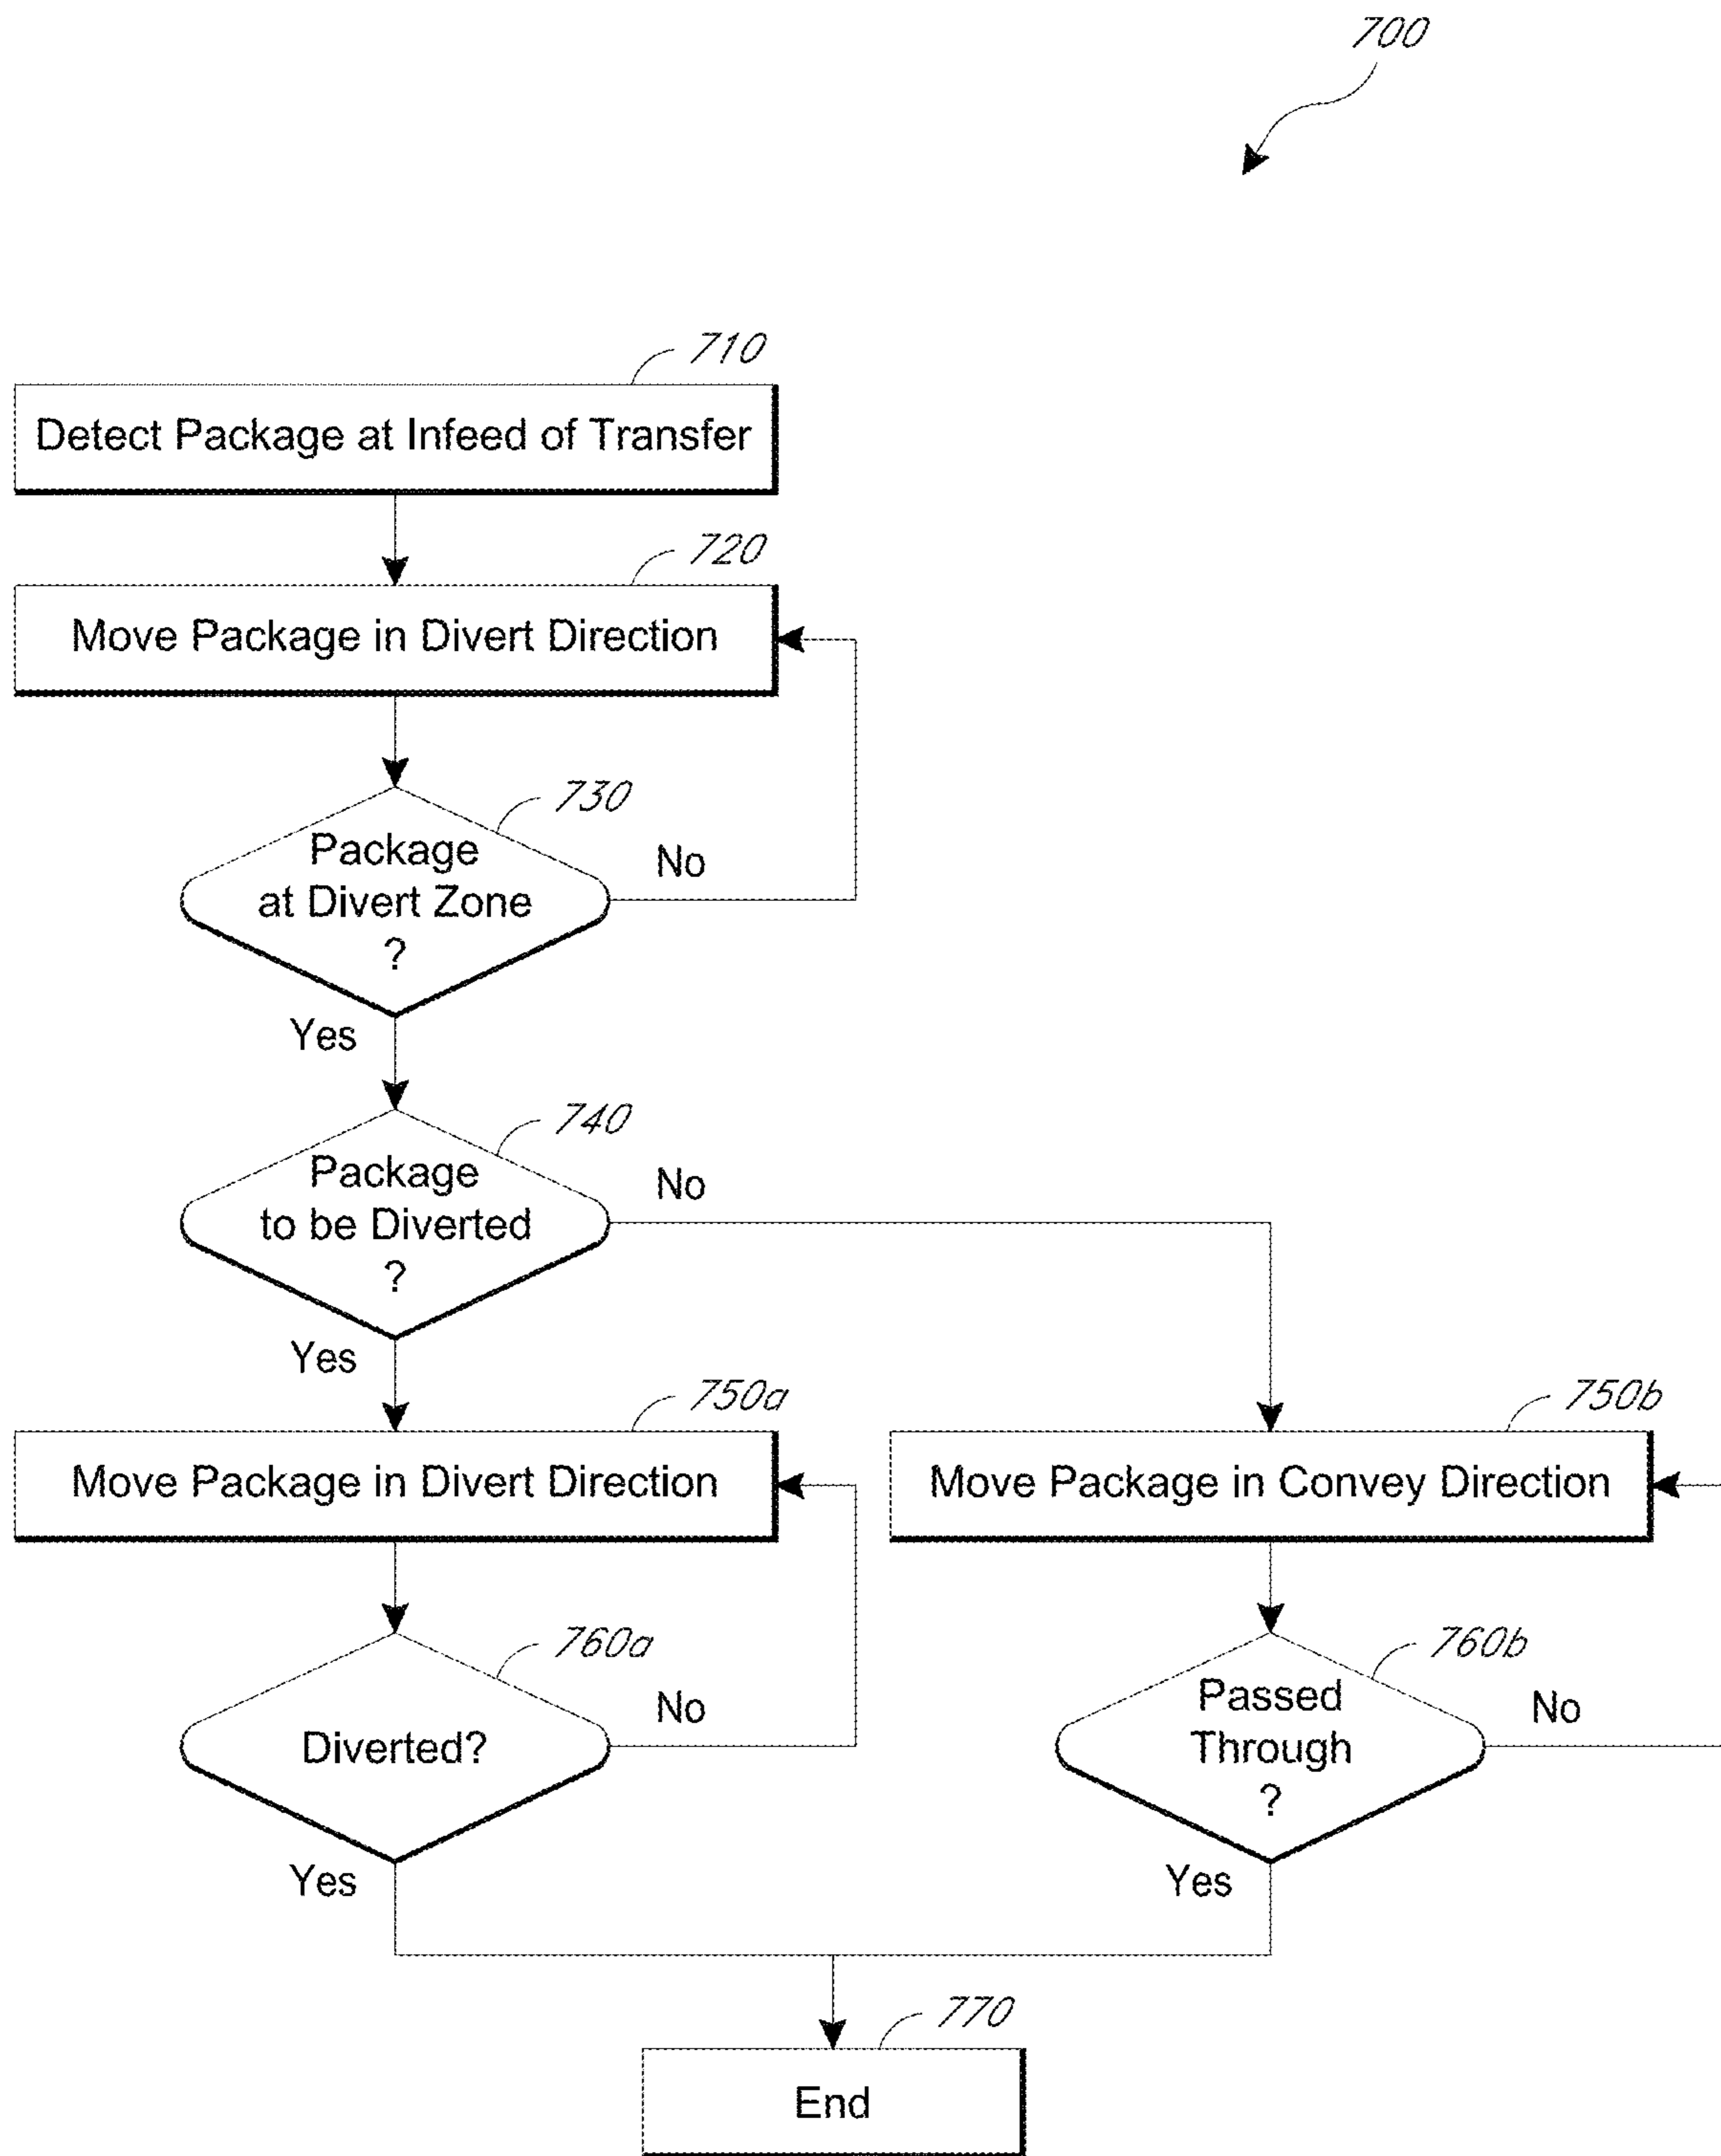 700
710
Detect Package at Infeed of Transfer
720
Move Package in Divert Direction
730
Package
at Divert Zone
?
No
Yes
740
Package
to be Diverted
?
No
Yes
750a
Move Package in Divert Direction
750b
Move Package in Convey Direction
760a
Diverted?
No
Yes
760b
Passed
Through
?
No
Yes
770
End